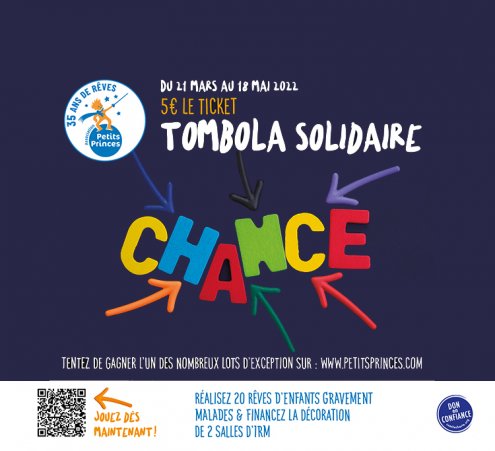 35 ANS DE RÊVES
ASSOCIATION
Petits
Princes
DU 21 MARS AU 18 MAI 2022
5€ LE TICKET
TOMBOLA SOLIDAIRE
CHANCE
TENTEZ DE GAGNER L'UN DES NOMBREUX LOTS D'EXCEPTION SUR : WWW.PETITSPRINCES.COM
JOUEZ DÈS
MAINTENANT !
RÉALISEZ 20 RÊVES D'ENFANTS GRAVEMENT
MALADES & FINANCEZ LA DÉCORATION
DE 2 SALLES D'IRM
DON
EN
CONFIANCE